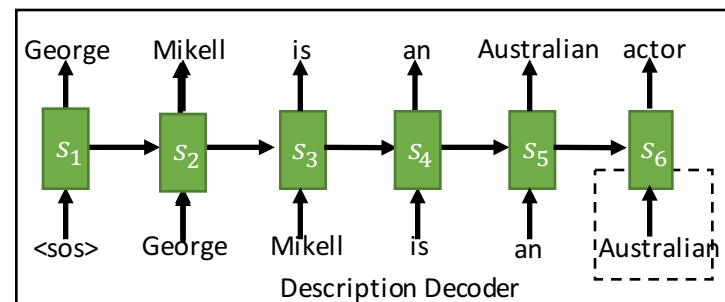 George Mikell is an Australian actor
s1 s2 s3 s4 s5 s6
<sos> George Mikell is an Australian
Description Decoder